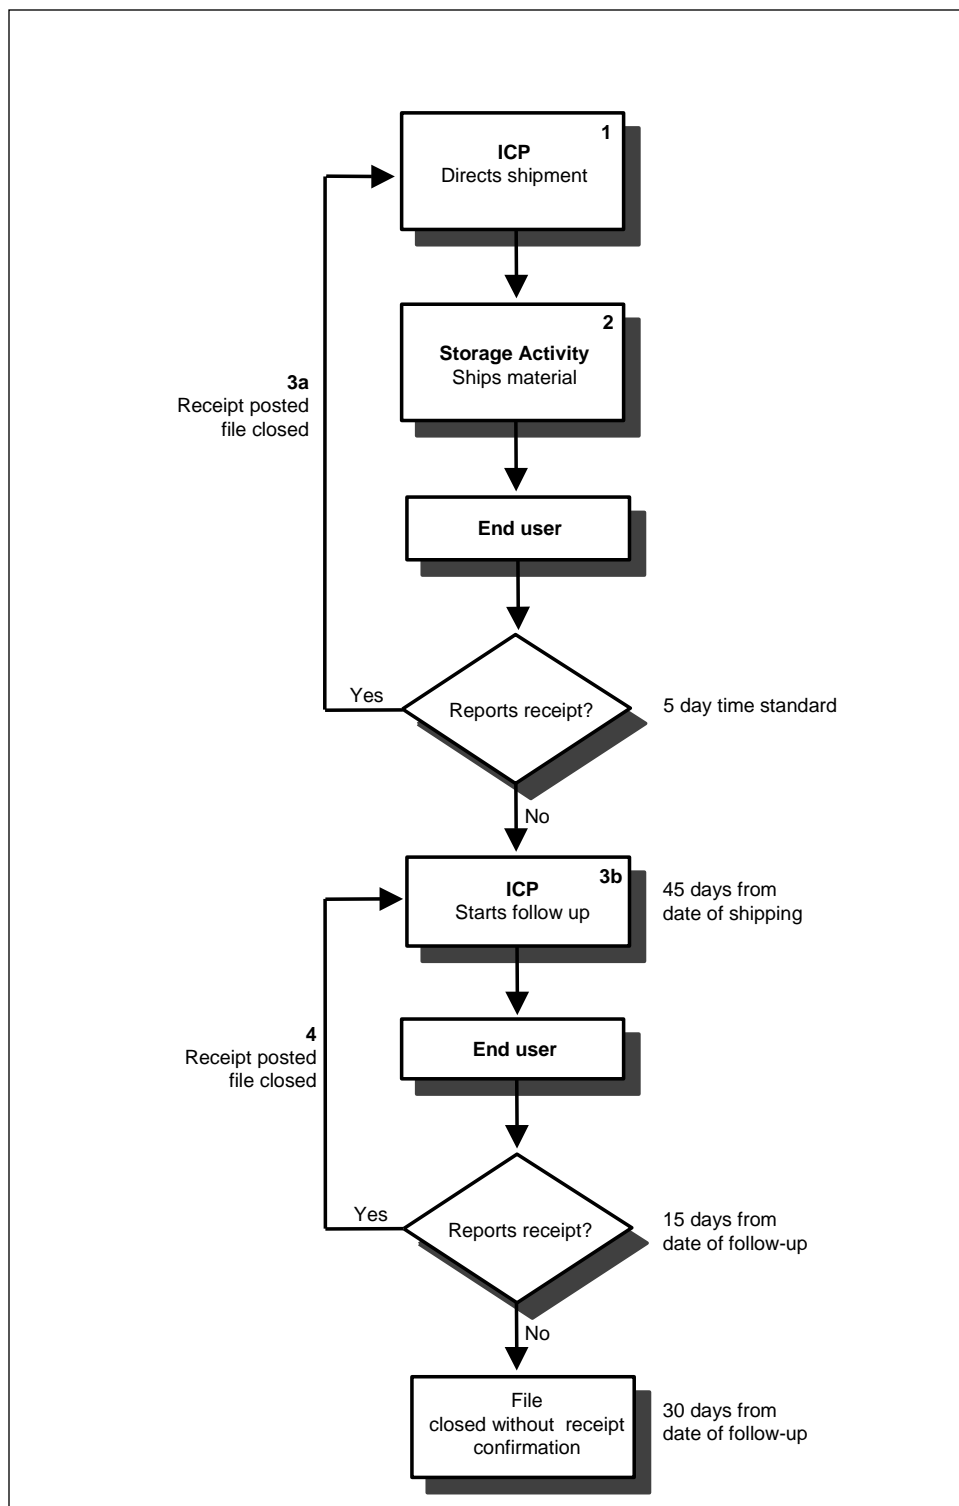 1
ICP
Directs shipment
2
Storage Activity
Ships material
3a
Receipt posted
file closed
End user
Yes
Reports receipt?
5 day time standard
No
3b
ICP
Starts follow up
45 days from
date of shipping
4
Receipt posted
file closed
End user
Yes
Reports receipt?
15 days from
date of follow-up
No
File
closed without receipt
confirmation
30 days from
date of follow-up